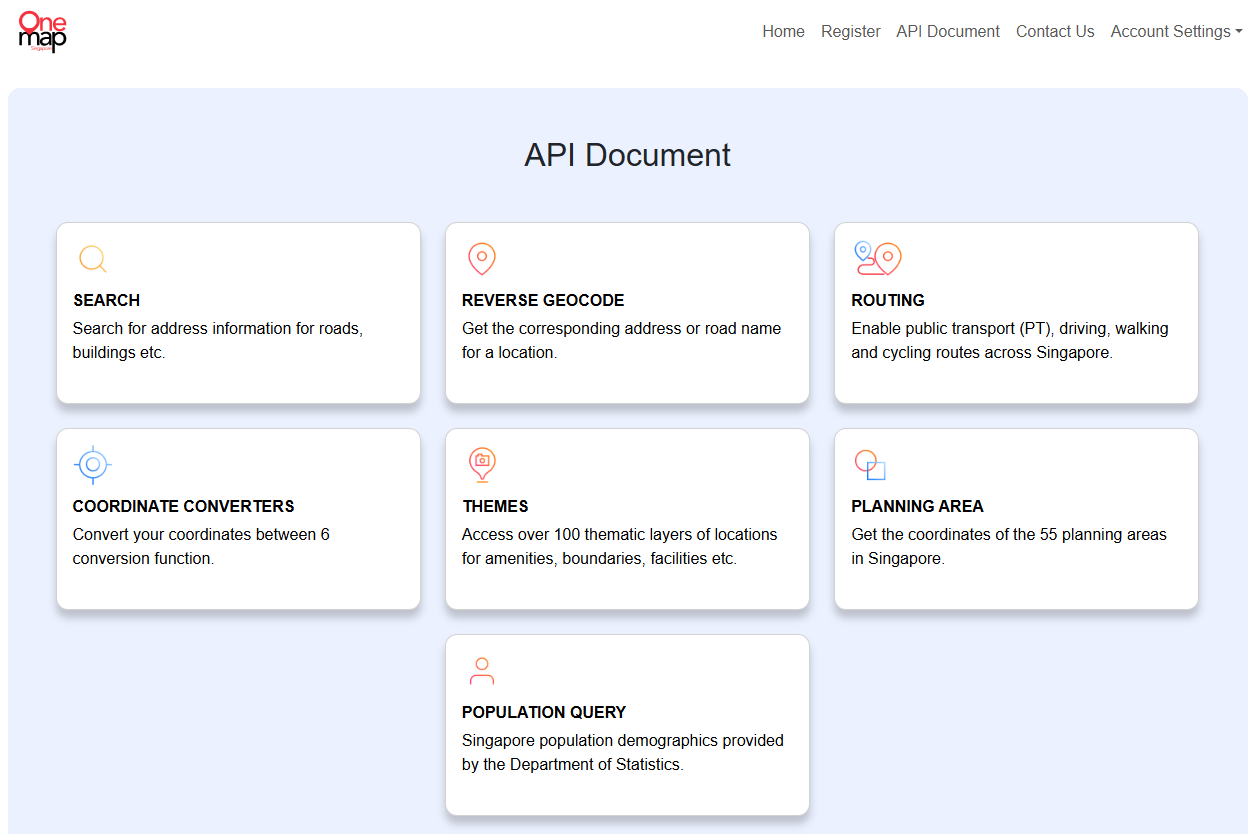 One
map
Singapore
Home Register API Document Contact Us Account Settings
API Document
SEARCH
Search for address information for roads,
buildings etc.
REVERSE GEOCODE
Get the corresponding address or road name
for a location.
ROUTING
Enable public transport (PT), driving, walking
and cycling routes across Singapore.
COORDINATE CONVERTERS
Convert your coordinates between 6
conversion function.
THEMES
Access over 100 thematic layers of locations
for amenities, boundaries, facilities etc.
PLANNING AREA
Get the coordinates of the 55 planning areas
in Singapore.
POPULATION QUERY
Singapore population demographics provided
by the Department of Statistics.